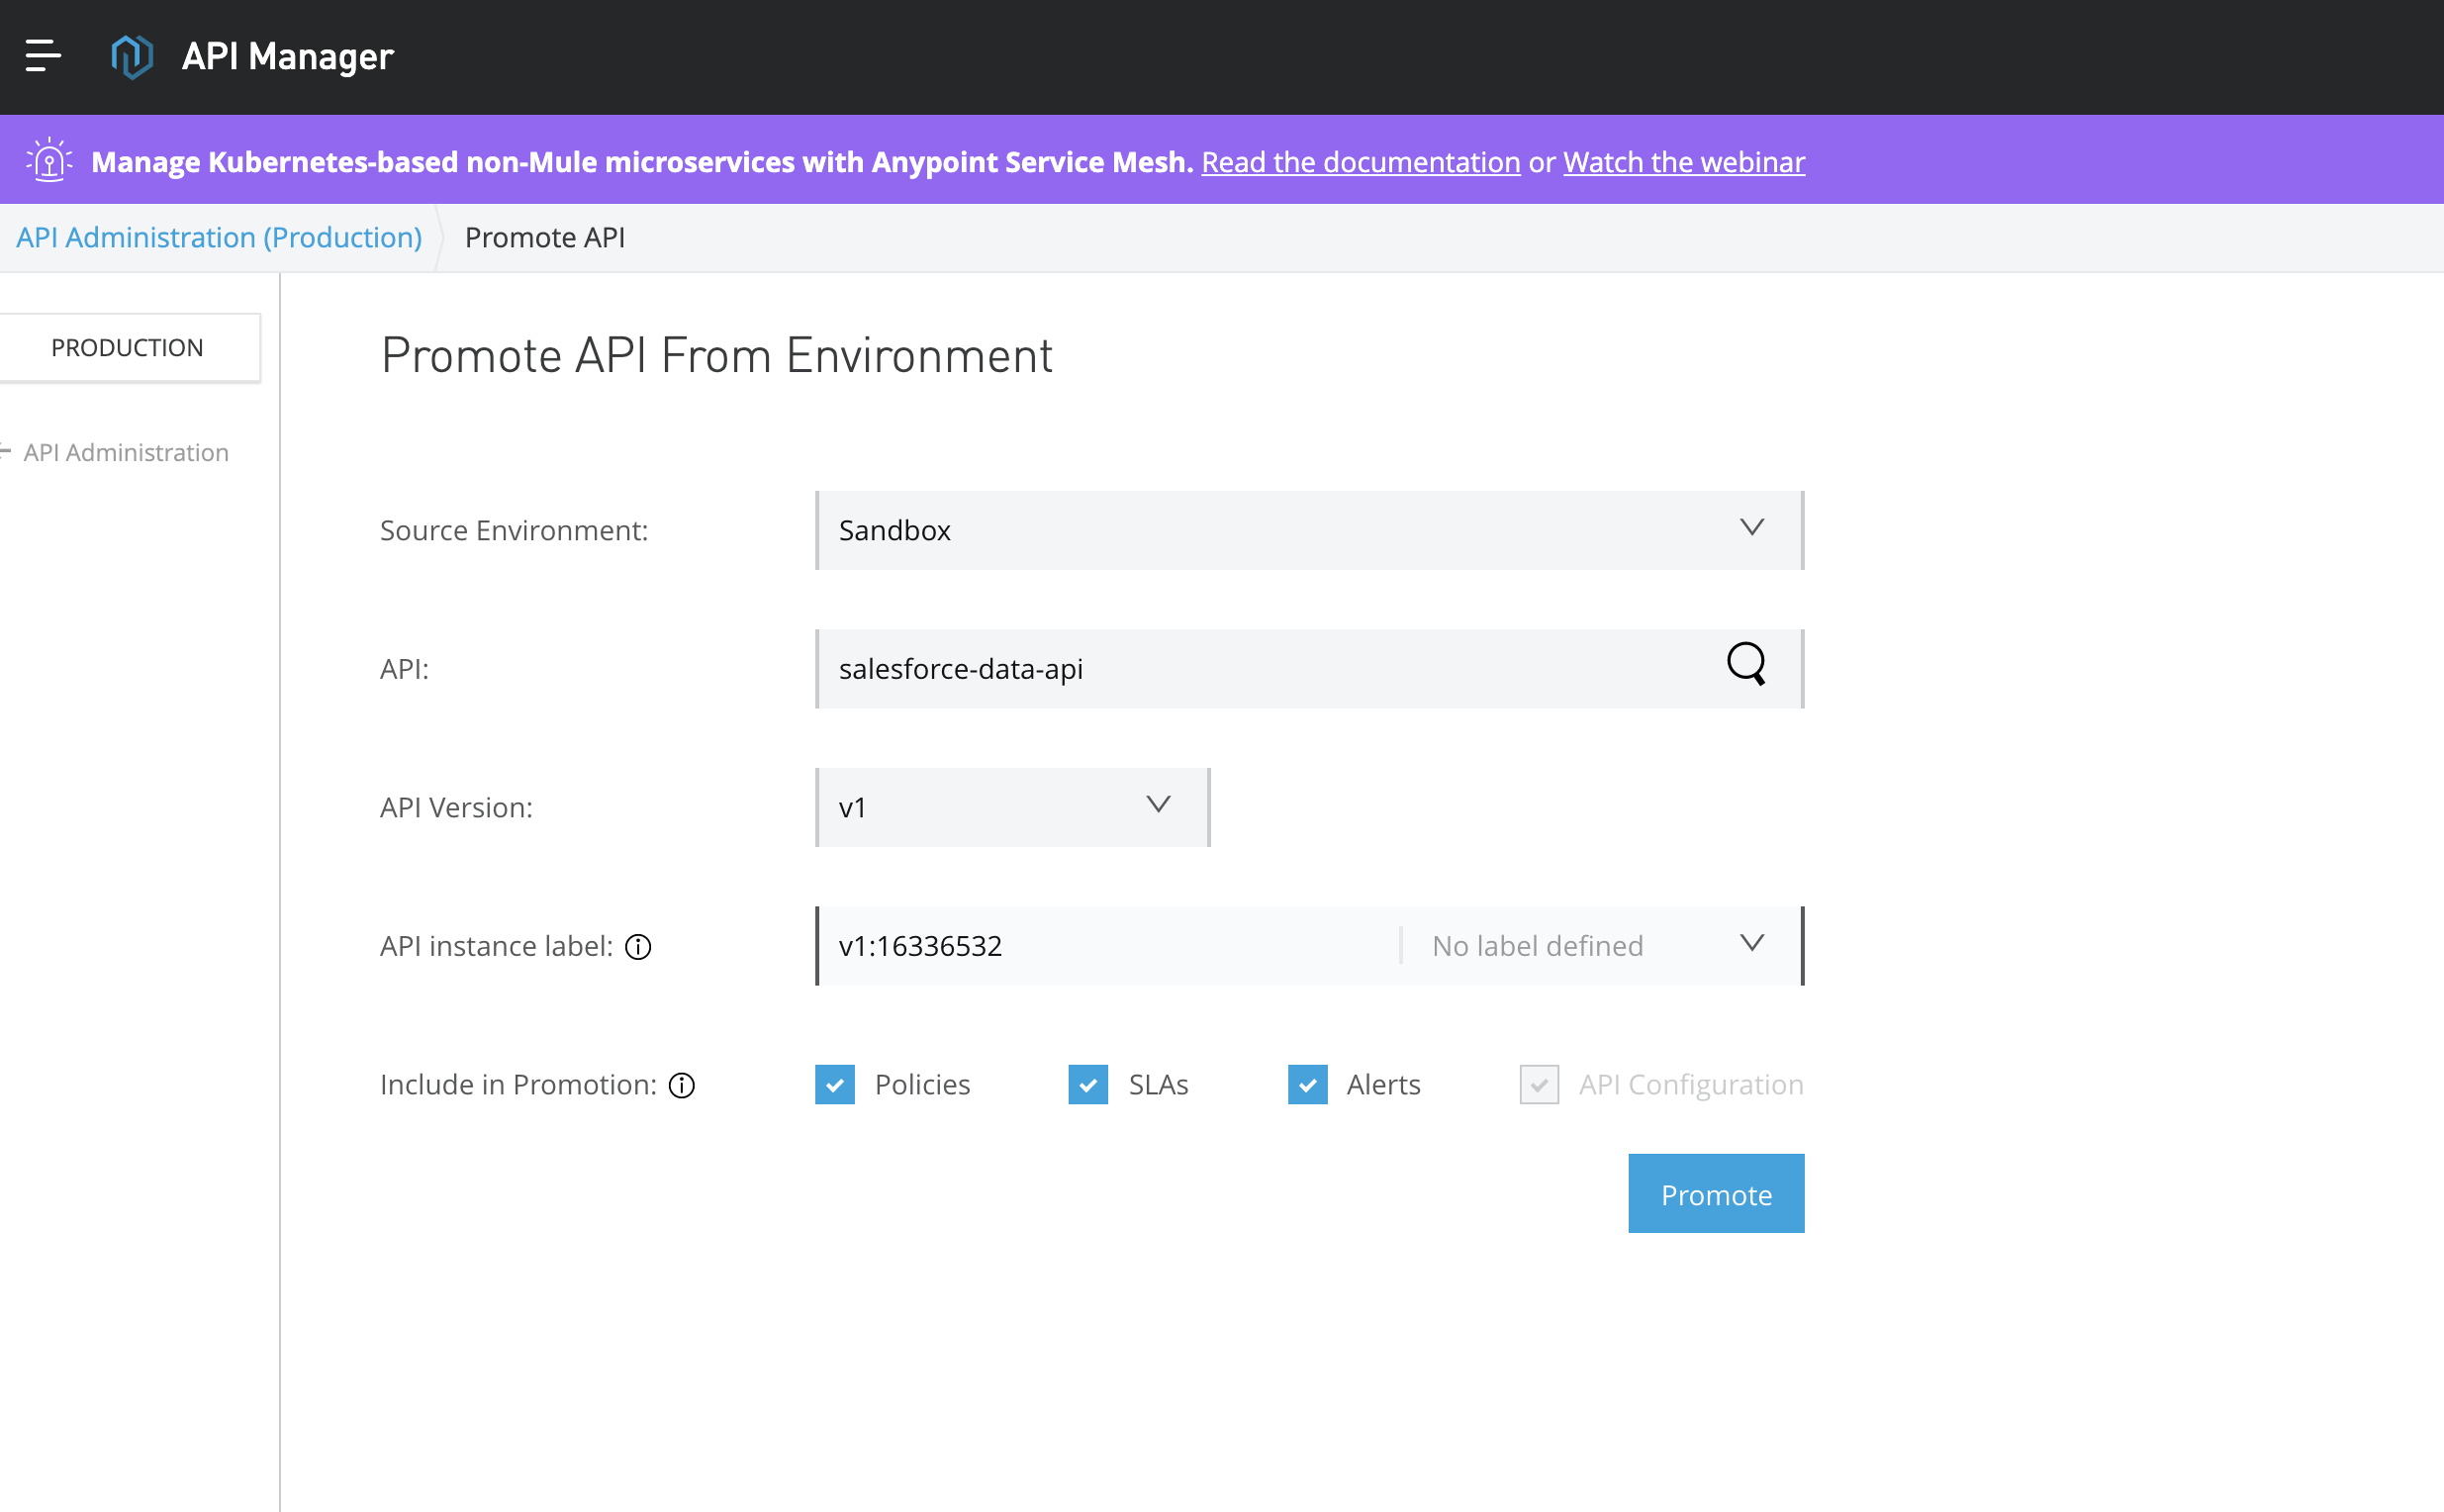 API Manager
Manage Kubernetes-based non-Mule microservices with Anypoint Service Mesh. Read the documentation or Watch the webinar
API Administration (Production) Promote API
PRODUCTION
API Administration
Promote API From Environment
Source Environment: Sandbox
API: salesforce-data-api
API Version: v1
API instance label: v1:16336532 No label defined
Include in Promotion: Policies SLAs Alerts API Configuration
Promote